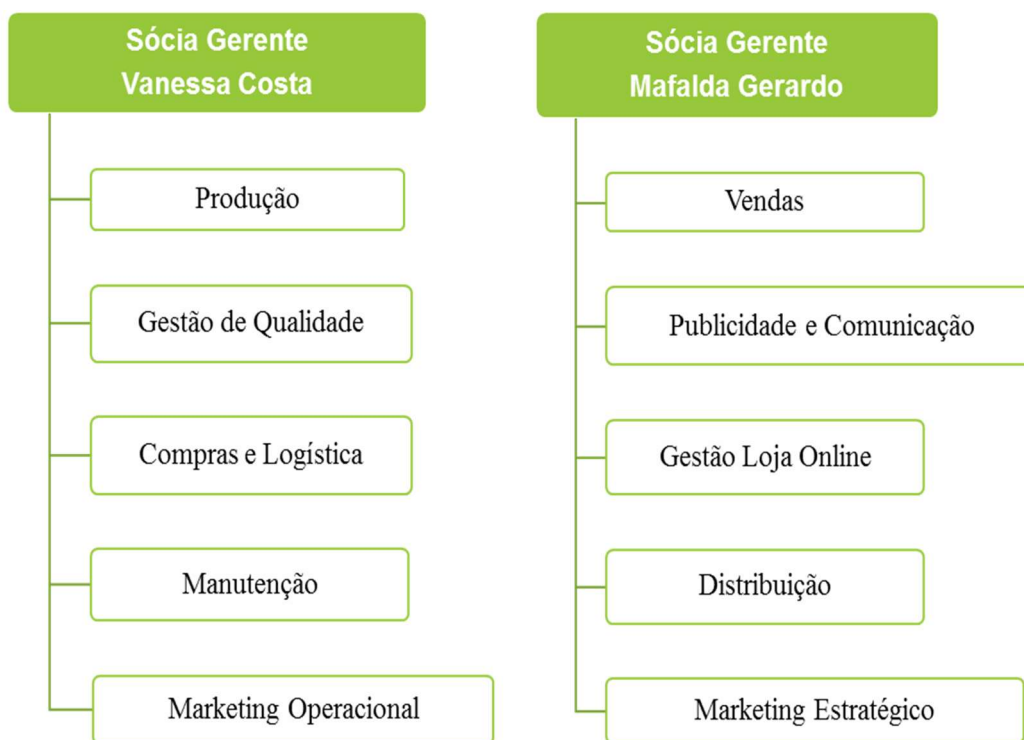 Sócia Gerente
Vanessa Costa
Produção
Gestão de Qualidade
Compras e Logística
Manutenção
Marketing Operacional
Sócia Gerente
Mafalda Gerardo
Vendas
Publicidade e Comunicação
Gestão Loja Online
Distribuição
Marketing Estratégico